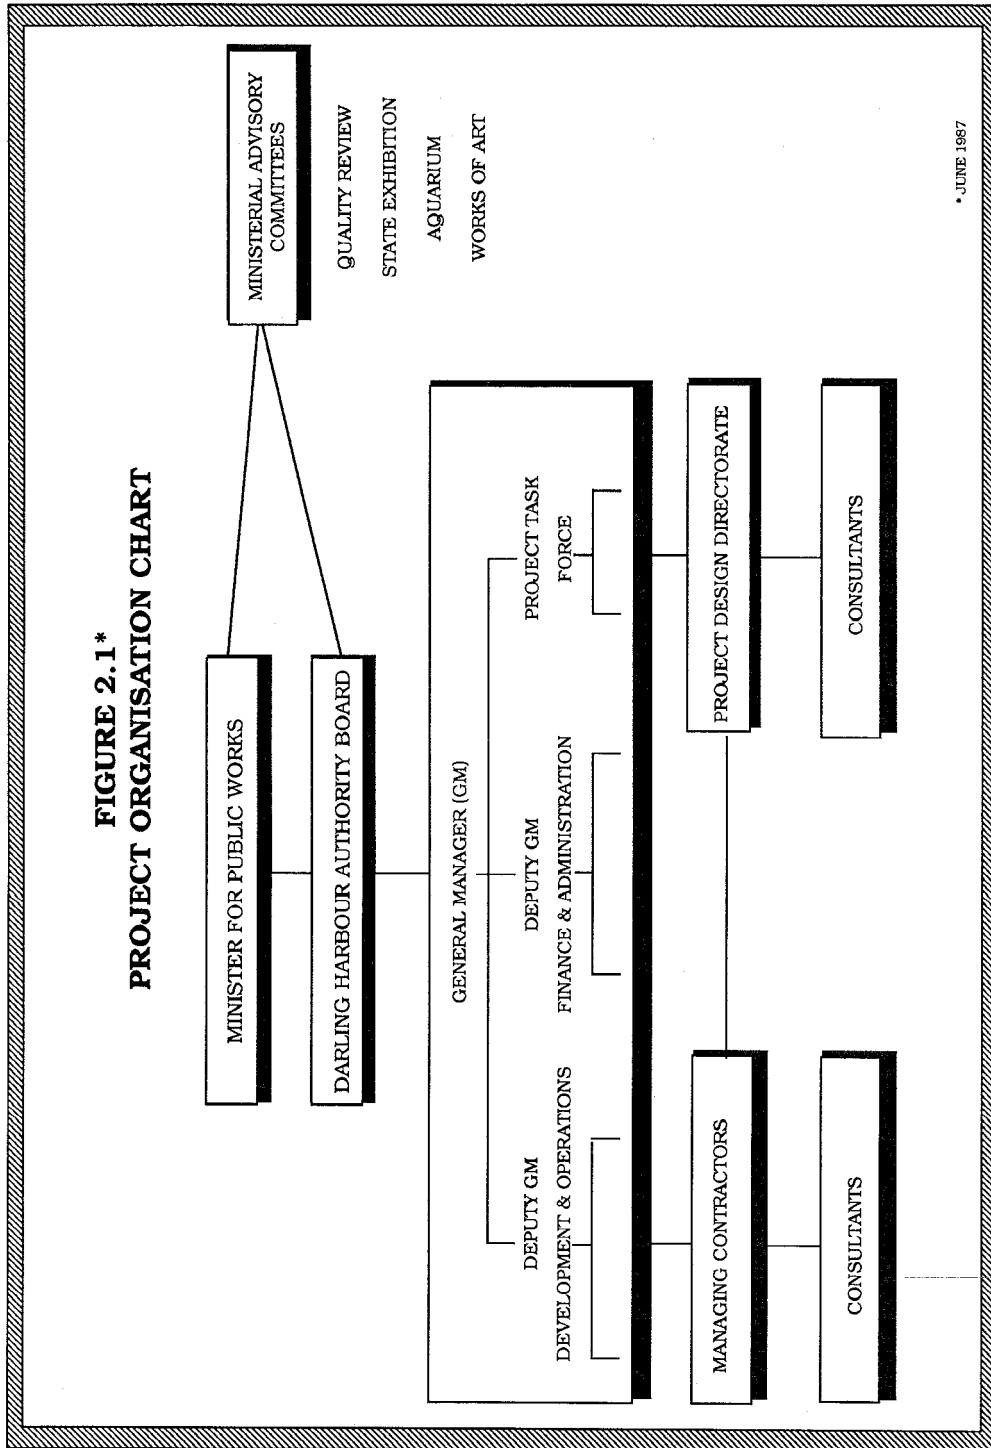 FIGURE 2.1*
PROJECT ORGANISATION CHART
MINISTER FOR PUBLIC WORKS
MINISTERIAL ADVISORY
COMMITTEES
DARLING HARBOUR AUTHORITY BOARD
QUALITY REVIEW
STATE EXHIBITION
AQUARIUM
WORKS OF ART
GENERAL MANAGER (GM)
DEPUTY GM
DEVELOPMENT & OPERATIONS
DEPUTY GM
FINANCE & ADMINISTRATION
PROJECT TASK
FORCE
MANAGING CONTRACTORS
PROJECT DESIGN DIRECTORATE
CONSULTANTS
CONSULTANTS
* JUNE 1987